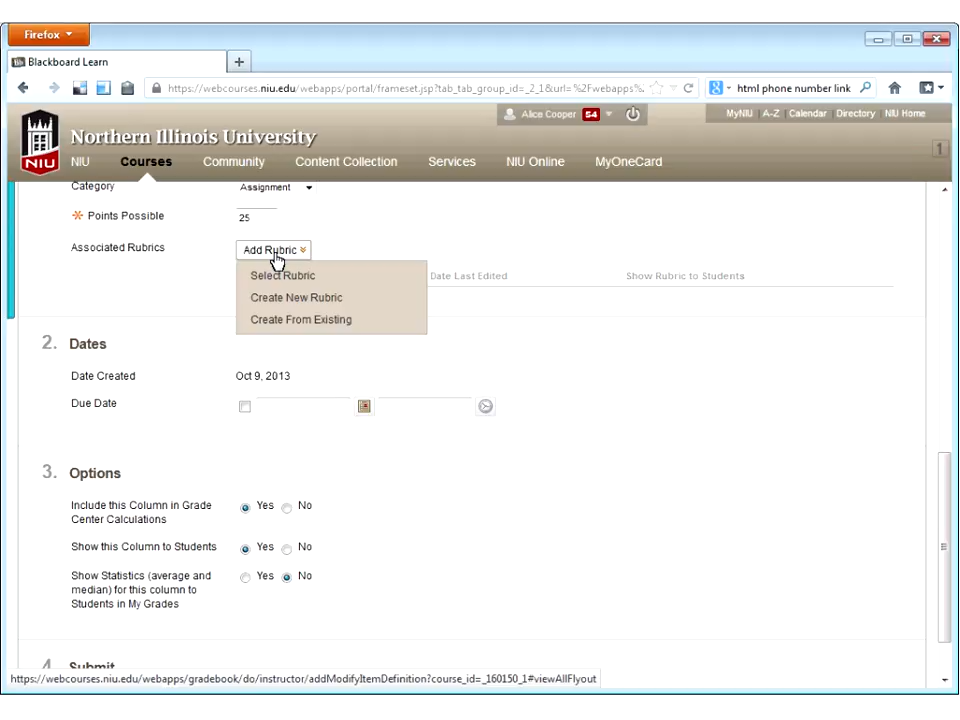 Firefox
Blackboard Learn
https://webcourses.niu.edu/webapps/portal/frameset.jsp?tab_tab_group_id=_2_1&url=%2Fwebapps%
html phone number link
Alice Cooper 54
MyNIU | A-Z | Calendar Directory NIU Home
Northern Illinois University
NIU
NIU Courses Community Content Collection Services NIU Online MyOneCard
1
Category Assignment
Points Possible 25
Associated Rubrics Add Rubric
Date Last Edited Show Rubric to Students
Select Rubric
Create New Rubric
Create From Existing
2. Dates
Date Created Oct 9, 2013
Due Date
3. Options
Include this Column in Grade Center Calculations Yes No
Show this Column to Students Yes No
Show Statistics (average and median) for this column to Students in My Grades Yes No
4. Submit
https://webcourses.niu.edu/webapps/gradebook/do/instructor/addModifyItemDefinition?course_id=_160150_1#viewAllFlyout